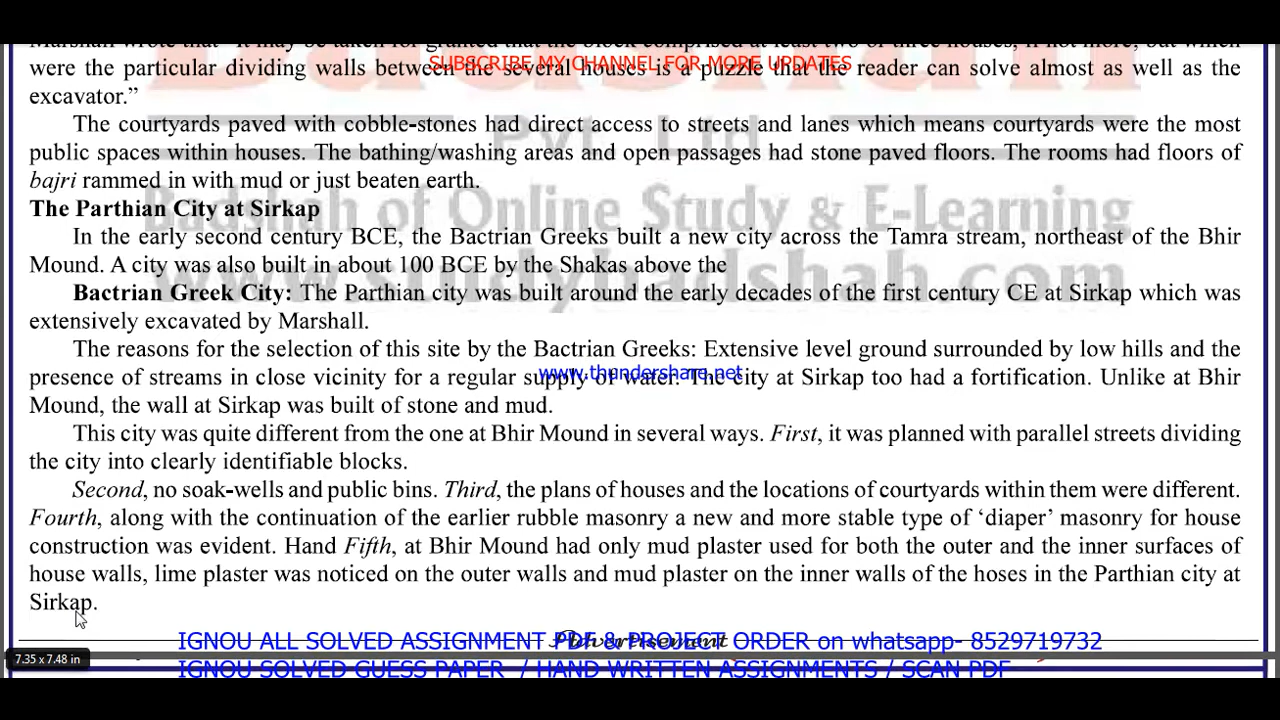 Marshall wrote that "It may be taken for granted that the block comprised at least two or three houses, if not more, but which
SUBSCRIBE MY CHANNEL FOR MORE UPDATES
were the particular dividing walls between the several houses is a puzzle that the reader can solve almost as well as the
excavator.”
The courtyards paved with cobble-stones had direct access to streets and lanes which means courtyards were the most
Pvt. Ltd.
public spaces within houses. The bathing/washing areas and open passages had stone paved floors. The rooms had floors of
bajri rammed in with mud or just beaten earth.
Badshah of Online Study & E-Learning
The Parthian City at Sirkap
In the early second century BCE, the Bactrian Greeks built a new city across the Tamra stream, northeast of the Bhir
Mound. A city was also built in about 100 BCE by the Shakas above the
www.studybadshah.com
Bactrian Greek City: The Parthian city was built around the early decades of the first century CE at Sirkap which was
extensively excavated by Marshall.
The reasons for the selection of this site by the Bactrian Greeks: Extensive level ground surrounded by low hills and the
www.thundershare.net
presence of streams in close vicinity for a regular supply of water. The city at Sirkap too had a fortification. Unlike at Bhir
Mound, the wall at Sirkap was built of stone and mud.
This city was quite different from the one at Bhir Mound in several ways. First, it was planned with parallel streets dividing
the city into clearly identifiable blocks.
Second, no soak-wells and public bins. Third, the plans of houses and the locations of courtyards within them were different.
Fourth, along with the continuation of the earlier rubble masonry a new and more stable type of ‘diaper’ masonry for house
construction was evident. Hand Fifth, at Bhir Mound had only mud plaster used for both the outer and the inner surfaces of
house walls, lime plaster was noticed on the outer walls and mud plaster on the inner walls of the hoses in the Parthian city at
Sirkap.
Advertisement
IGNOU ALL SOLVED ASSIGNMENT PDF & PROJECT ORDER on whatsapp- 8529719732
7.35 x 7.48 in
IGNOU SOLVED GUESS PAPER / HAND WRITTEN ASSIGNMENTS / SCAN PDF